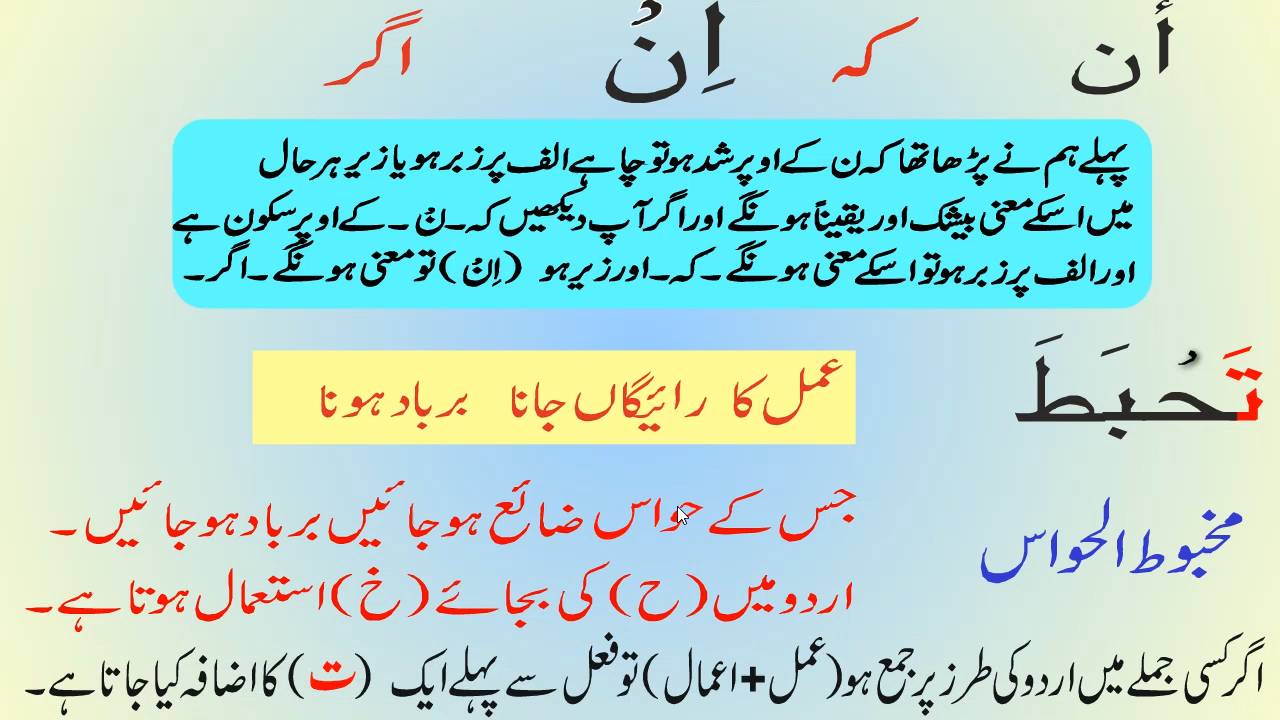 أن کہ اِنْ اگر
پہلے ہم نے پڑھا تھا کہ ن کے اوپر شد ہو تو چاہے الف پر زبر ہو یا زیر ہر حال
میں اسکے معنی بیشک اور یقیناً ہونگے اور اگر آپ دیکھیں کہ ۔ نْ ۔ کے اوپر سکون ہے
اور الف پر زبر ہو تو اسکے معنی ہونگے ۔ کہ ۔ اور زیر ہو (اِنْ) تو معنی ہونگے ۔ اگر ۔
تَحْبَطَ عمل کا رائیگاں جانا برباد ہونا
مخبوط الحواس جس کے حواس ضائع ہو جائیں برباد ہو جائیں ۔
اردو میں (ح) کی بجائے (خ) استعمال ہوتا ہے ۔
اگر کسی جملے میں اردو کی طرز پر جمع ہو (عمل+اعمال) تو فعل سے پہلے ایک (ت) کا اضافہ کیا جاتا ہے ۔